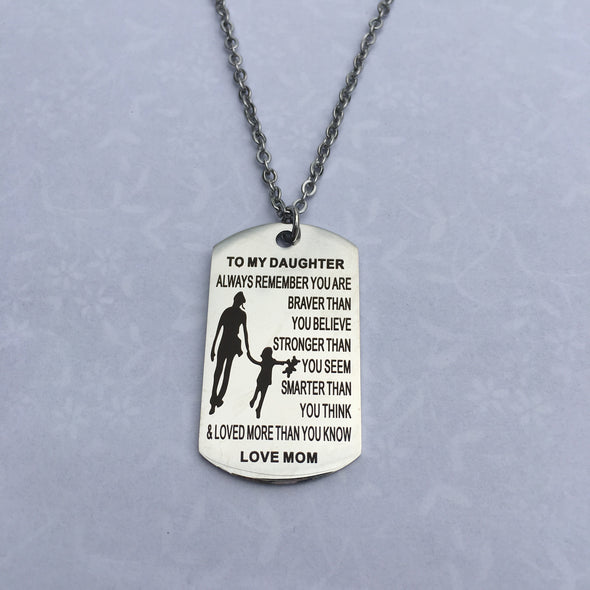 TO MY DAUGHTER
ALWAYS REMEMBER YOU ARE
BRAVER THAN
YOU BELIEVE
STRONGER THAN
YOU SEEM
SMARTER THAN
YOU THINK
& LOVED MORE THAN YOU KNOW
LOVE MOM